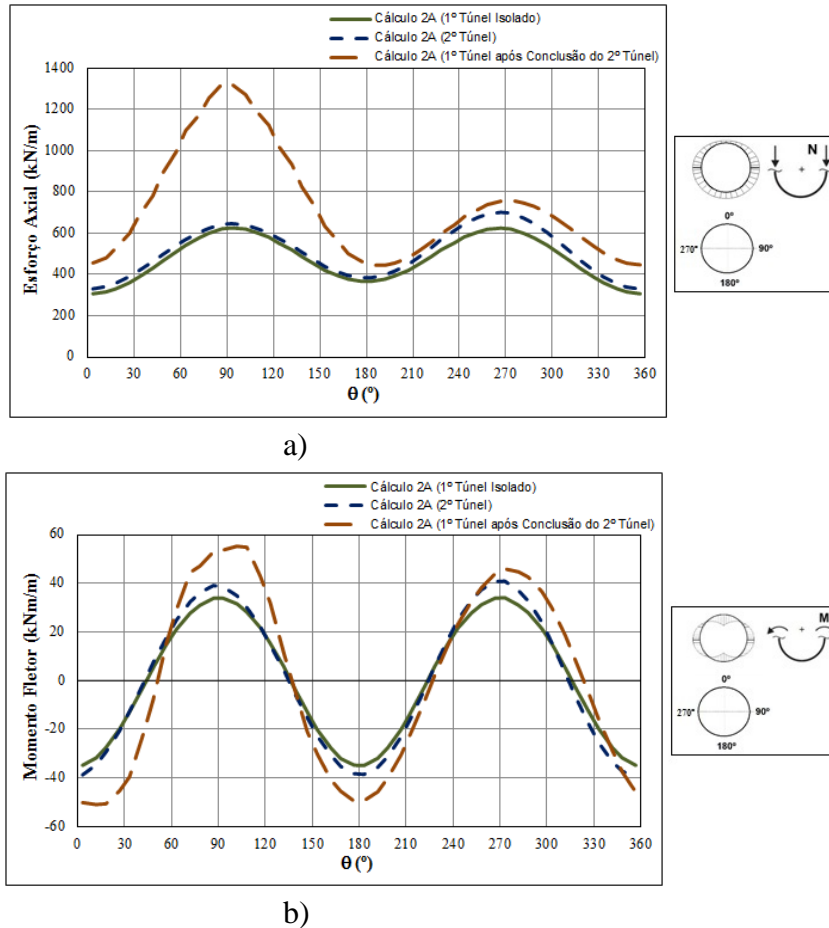 Cálculo 2A (1º Túnel Isolado)
Cálculo 2A (2º Túnel)
Cálculo 2A (1º Túnel após Conclusão do 2º Túnel)
1400
1200
1000
800
600
400
200
0
Esforço Axial (kN/m)
0 30 60 90 120 150 180 210 240 270 300 330 360
θ (º)
N
0º
270º 90º
180º
a)
Cálculo 2A (1º Túnel Isolado)
Cálculo 2A (2º Túnel)
Cálculo 2A (1º Túnel após Conclusão do 2º Túnel)
60
40
20
0
-20
-40
-60
Momento Fletor (kNm/m)
0 30 60 90 120 150 180 210 240 270 300 330 360
θ (º)
M
0º
270º 90º
180º
b)